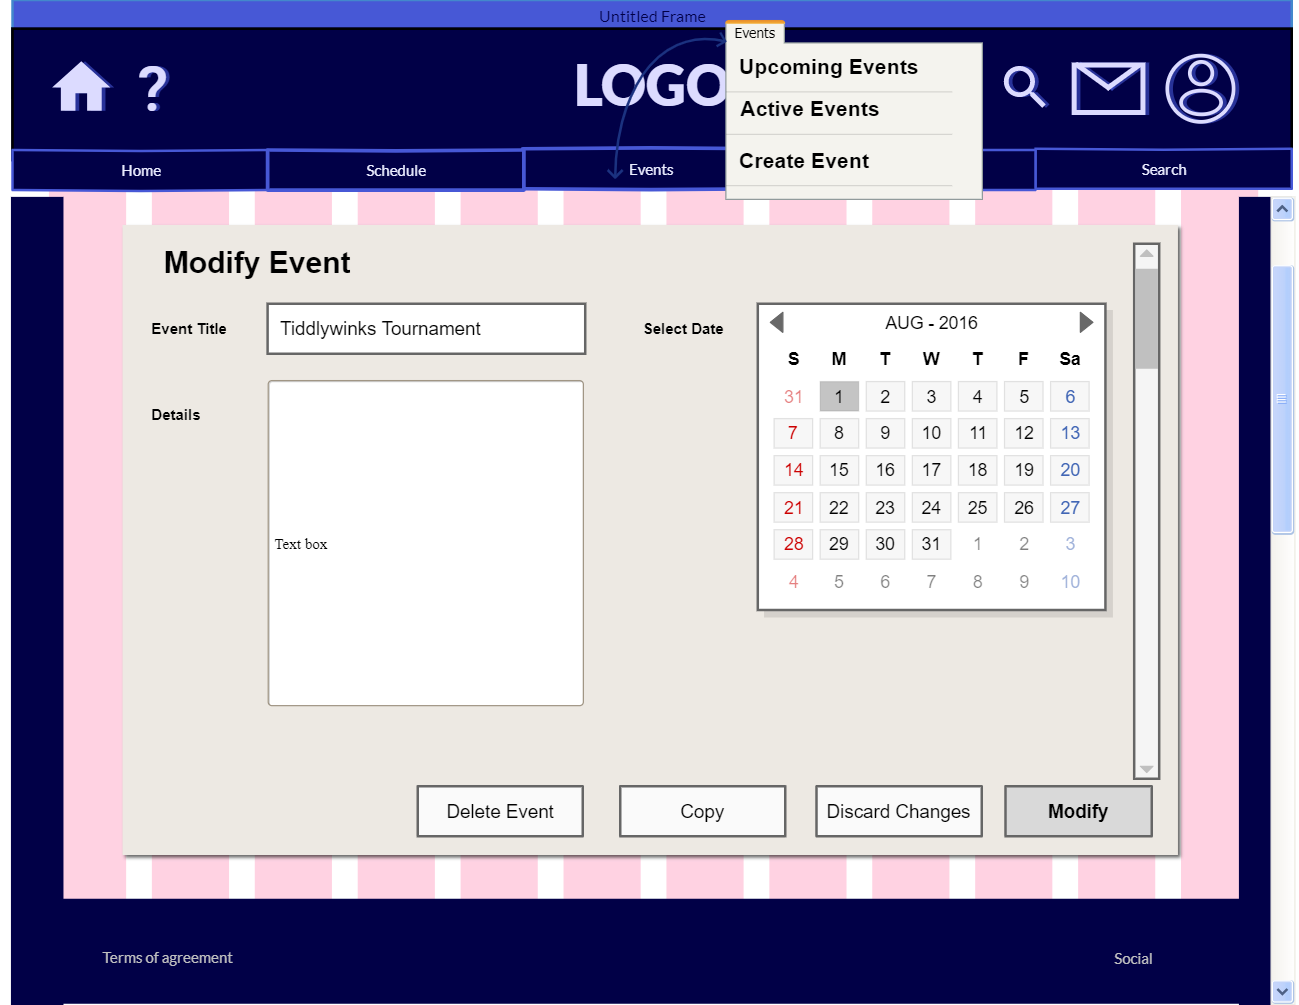 Untitled Frame
Events
Upcoming Events
Active Events
Create Event
?
LOGO
Home
Schedule
Events
Search
Modify Event
Event Title
Tiddlywinks Tournament
Select Date
Details
Text box
AUG - 2016
S M T W T F Sa
31 1 2 3 4 5 6
7 8 9 10 11 12 13
14 15 16 17 18 19 20
21 22 23 24 25 26 27
28 29 30 31 1 2 3
4 5 6 7 8 9 10
Delete Event
Copy
Discard Changes
Modify
Terms of agreement
Social